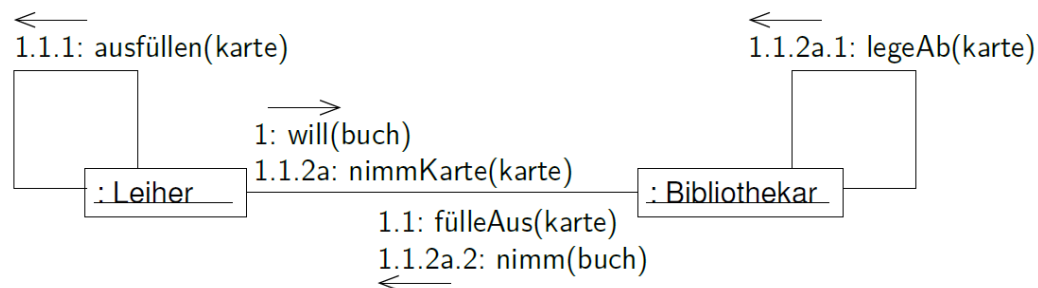 1.1.1: ausfüllen(karte)
1.1.2a.1: legeAb(karte)
1: will(buch)
1.1.2a: nimmKarte(karte)
: Leiher
: Bibliothekar
1.1: fülleAus(karte)
1.1.2a.2: nimm(buch)